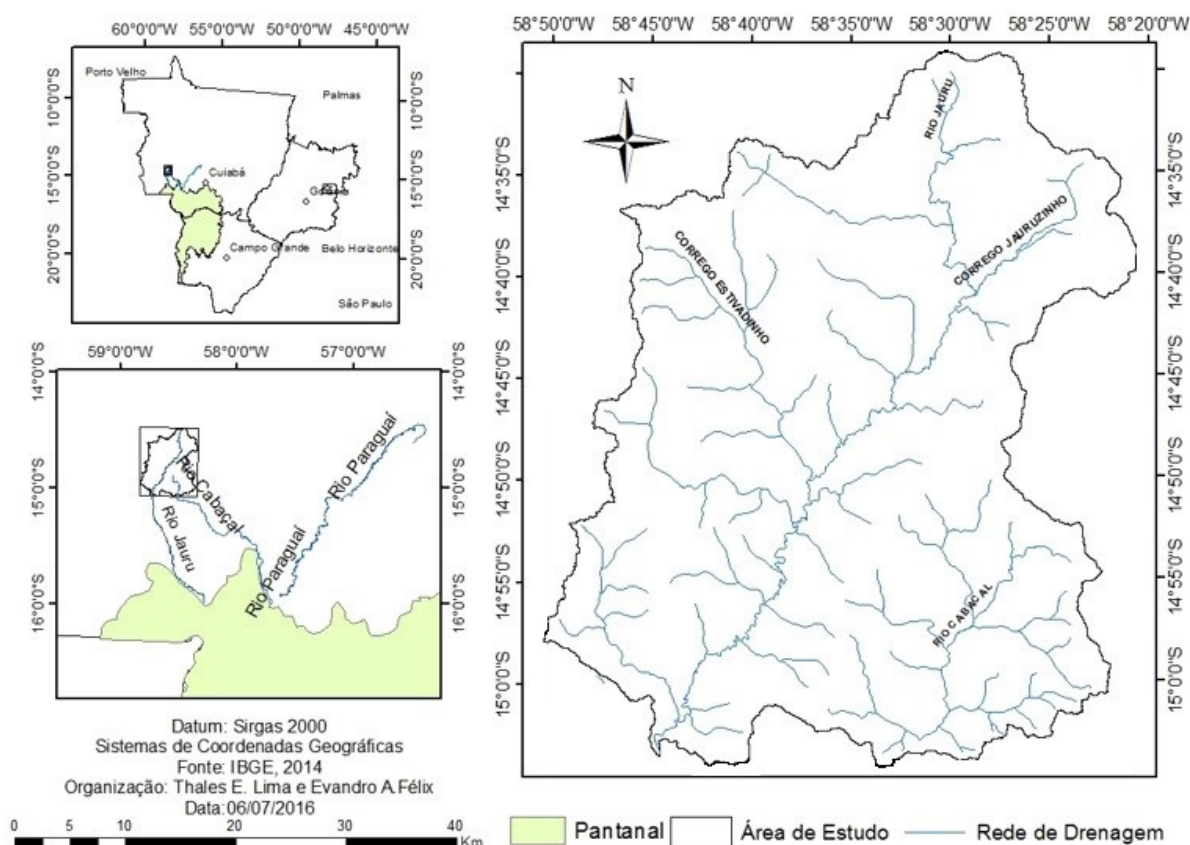 60°0'0"W 55°0'0"W 50°0'0"W 45°0'0"W
Porto Velho
Palmas
10°0'0"S
10°0'0"S
Cuiabá
15°0'0"S
15°0'0"S
Campo Grande
Belo Horizonte
20°0'0"S
20°0'0"S
São Paulo
59°0'0"W 58°0'0"W 57°0'0"W
14°0'0"S
14°0'0"S
Rio Paraguaí
Rio Cabaçal
15°0'0"S
15°0'0"S
Rio Jauru
Rio Paraguaí
16°0'0"S
16°0'0"S
Datum: Sirgas 2000
Sistemas de Coordenadas Geográficas
Fonte: IBGE, 2014
Organização: Thales E. Lima e Evandro A.Félix
Data:06/07/2016
0 5 10 20 30 40
Km
58°50'0"W 58°45'0"W 58°40'0"W 58°35'0"W 58°30'0"W 58°25'0"W 58°20'0"W
N
RIO JAURU
14°35'0"S
14°35'0"S
CORREGO JAURUZINHO
CORREGO ESTIVADINHO
14°40'0"S
14°40'0"S
14°45'0"S
14°45'0"S
14°50'0"S
14°50'0"S
14°55'0"S
14°55'0"S
RIO CABACAL
15°0'0"S
15°0'0"S
Pantanal Área de Estudo Rede de Drenagem